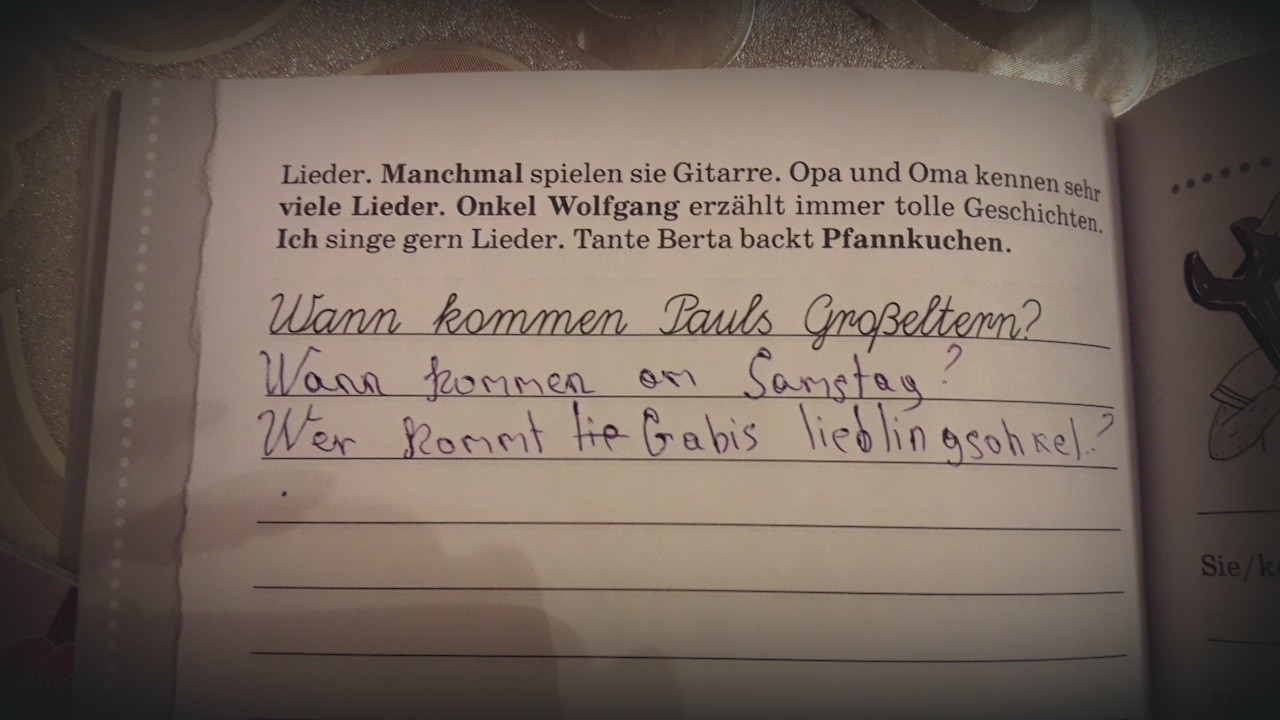 Lieder. Manchmal spielen sie Gitarre. Opa und Oma kennen sehr
viele Lieder. Onkel Wolfgang erzählt immer tolle Geschichten.
Ich singe gern Lieder. Tante Berta backt Pfannkuchen.
Wann kommen Pauls Großeltern?
Wann kommen am Samstag?
Wer kommt Gabis lieblingsohkel?
Sie/k